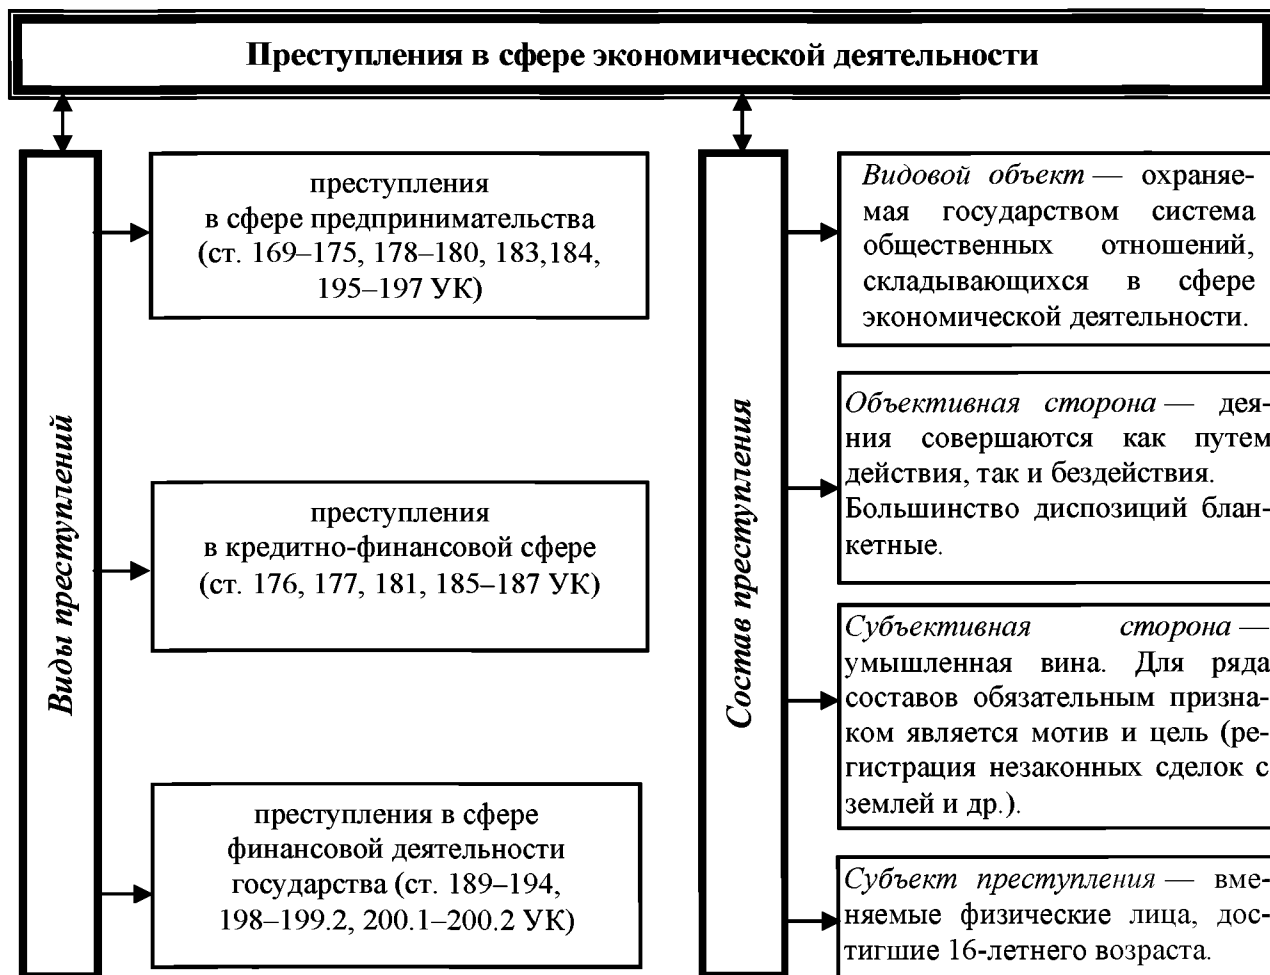 Преступления в сфере экономической деятельности
Виды преступлений
преступления
в сфере предпринимательства
(ст. 169–175, 178–180, 183,184,
195–197 УК)
преступления
в кредитно-финансовой сфере
(ст. 176, 177, 181, 185–187 УК)
преступления в сфере
финансовой деятельности
государства (ст. 189–194,
198–199.2, 200.1–200.2 УК)
Состав преступления
Видовой объект — охраняе-
мая государством система
общественных отношений,
складывающихся в сфере
экономической деятельности.
Объективная сторона — дея-
ния совершаются как путем
действия, так и бездействия.
Большинство диспозиций блан-
кетные.
Субъективная сторона —
умышленная вина. Для ряда
составов обязательным призна-
ком является мотив и цель (ре-
гистрация незаконных сделок с
землей и др.).
Субъект преступления — вме-
няемые физические лица, дос-
тигшие 16-летнего возраста.